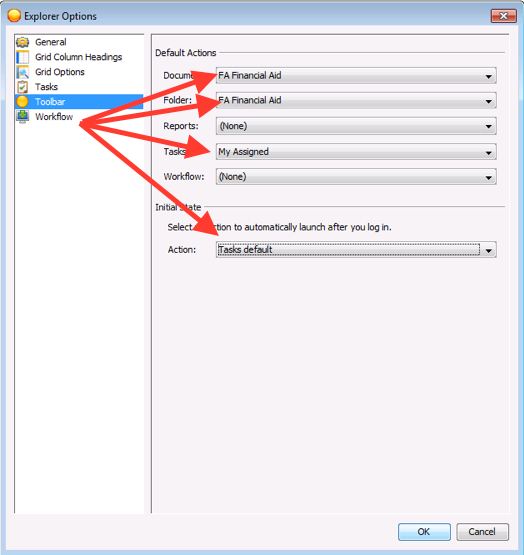 Explorer Options
General
Grid Column Headings
Grid Options
Tasks
Toolbar
Workflow
Default Actions
Docume FA Financial Aid
Folder: FA Financial Aid
Reports: (None)
Tasks My Assigned
Workflow: (None)
Initial State
Select ction to automatically launch after you log in.
Action: Tasks default
OK Cancel